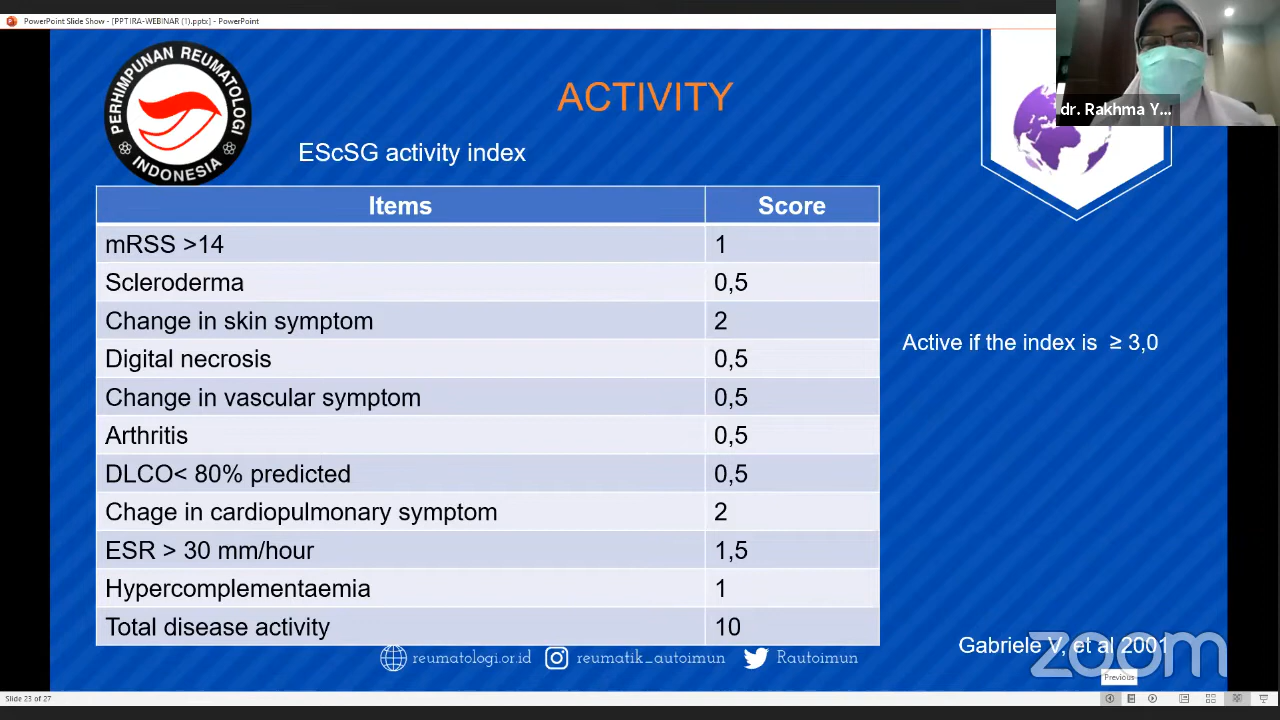 PowerPoint Slide Show - [PPT IRA-WEBINAR (1).pptx] - PowerPoint
PERHIMPUNAN REUMATOLOGI
INDONESIA
ACTIVITY
dr. Rakhma Y...
EScSG activity index
Items Score
mRSS >14 1
Scleroderma 0,5
Change in skin symptom 2
Digital necrosis 0,5
Change in vascular symptom 0,5
Arthritis 0,5
DLCO< 80% predicted 0,5
Chage in cardiopulmonary symptom 2
ESR > 30 mm/hour 1,5
Hypercomplementaemia 1
Total disease activity 10
Active if the index is ≥ 3,0
Gabriele V, et al 2001
zoom
reumatologi.or.id reumatik_autoimun Rautoimun
Previous
Slide 23 of 27